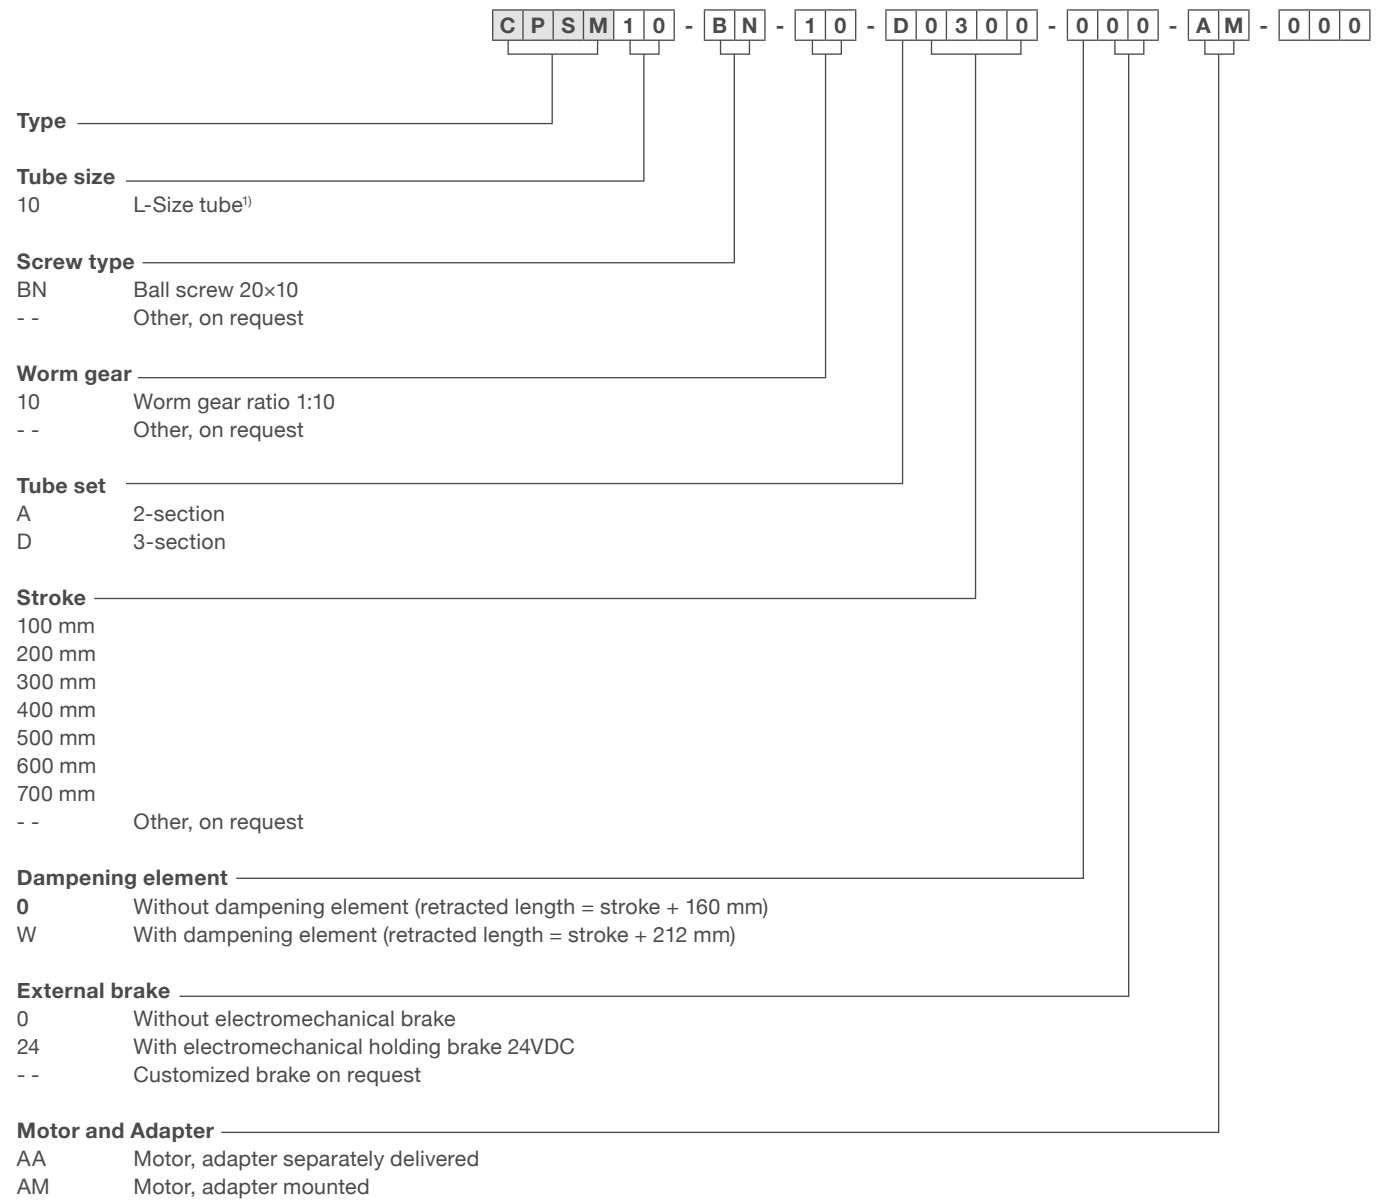 CPSM10 - BN - 10 - D0300 - 000 - AM - 000
Type
Tube size
10 L-Size tube1)
Screw type
BN Ball screw 20×10
- - Other, on request
Worm gear
10 Worm gear ratio 1:10
- - Other, on request
Tube set
A 2-section
D 3-section
Stroke
100 mm
200 mm
300 mm
400 mm
500 mm
600 mm
700 mm
- - Other, on request
Dampening element
0 Without dampening element (retracted length = stroke + 160 mm)
W With dampening element (retracted length = stroke + 212 mm)
External brake
0 Without electromechanical brake
24 With electromechanical holding brake 24VDC
- - Customized brake on request
Motor and Adapter
AA Motor, adapter separately delivered
AM Motor, adapter mounted